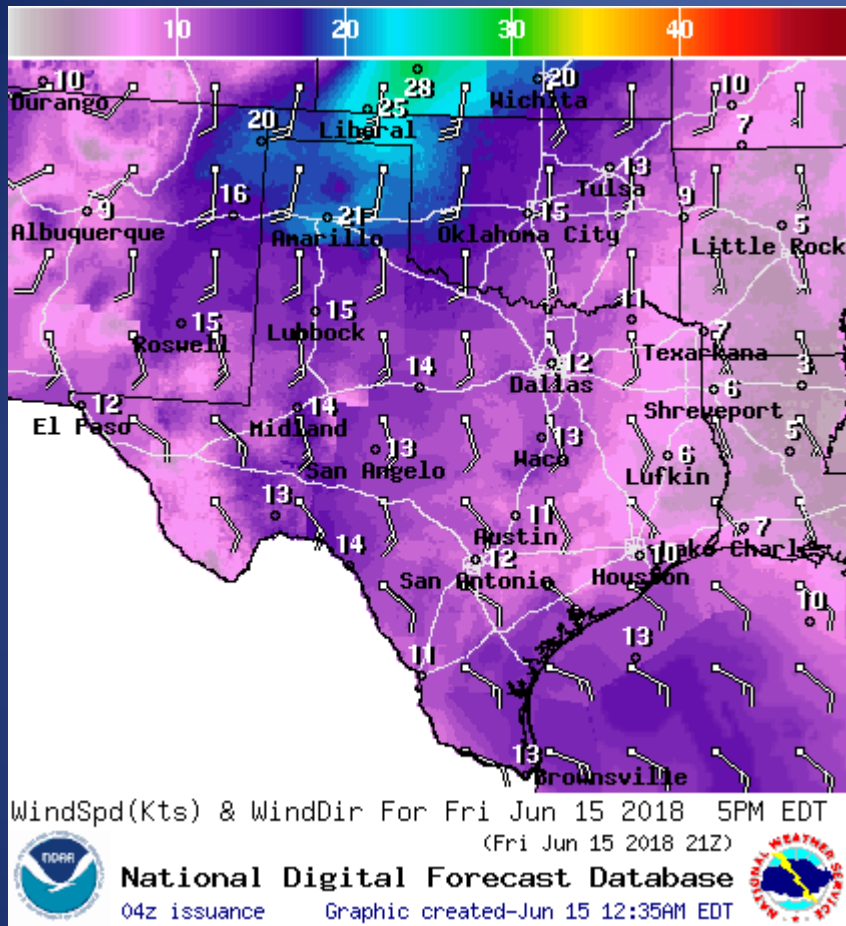 10 20 30 40
10 28 20 10
Durango 25 Wichita
Liberal
20 7
13
Tulsa
9 16 21 15 9 5
Albuquerque Amarillo Oklahoma City Little Rock
15 15 11
Roswell Lubbock 7
Texarkana
14 12 3
Dallas 6
12 14 Shreveport
El Paso Midland
13 13 6 5
San Angelo Waco Lufkin
13 11 7
Austin Lake Charles
14 12 10
San Antonio Houston
10
11 13
13
Brownsville
WindSpd(Kts) & WindDir For Fri Jun 15 2018 5PM EDT
(Fri Jun 15 2018 21Z)
NOAA
National Digital Forecast Database
04z issuance Graphic created-Jun 15 12:35AM EDT
NATIONAL WEATHER SERVICE